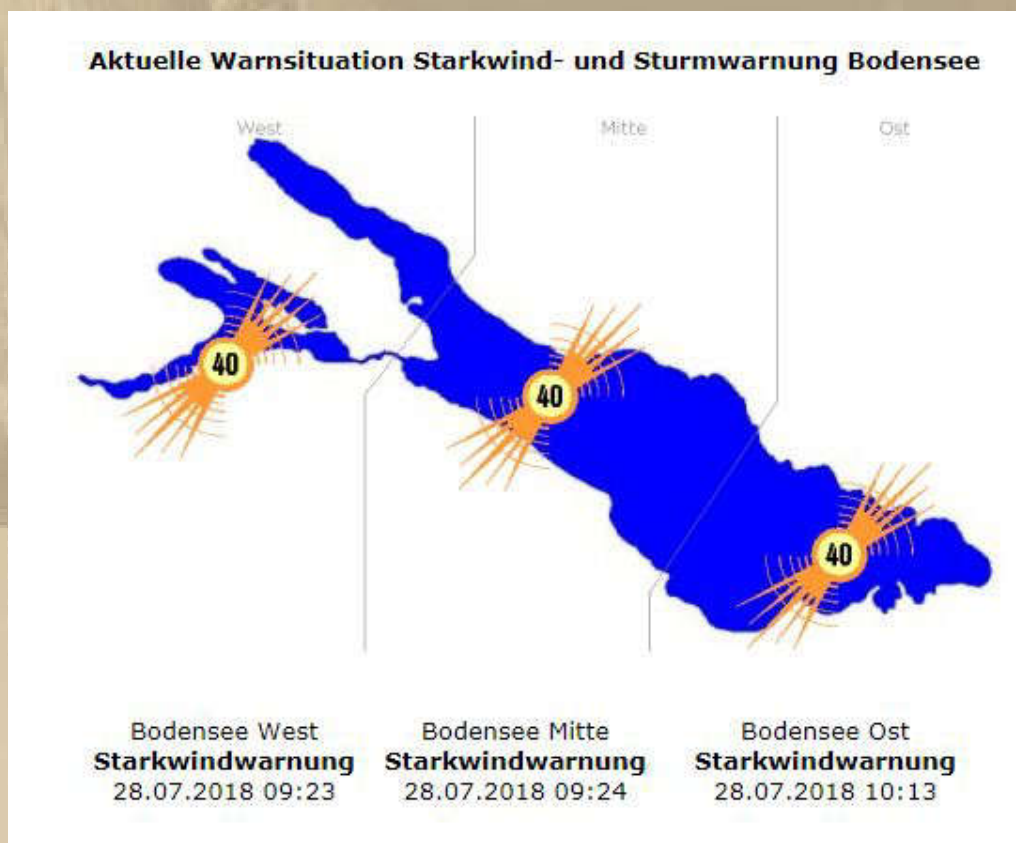 Aktuelle Warnsituation Starkwind- und Sturmwarnung Bodensee
West Mitte Ost
40
40
40
Bodensee West
Starkwindwarnung
28.07.2018 09:23
Bodensee Mitte
Starkwindwarnung
28.07.2018 09:24
Bodensee Ost
Starkwindwarnung
28.07.2018 10:13